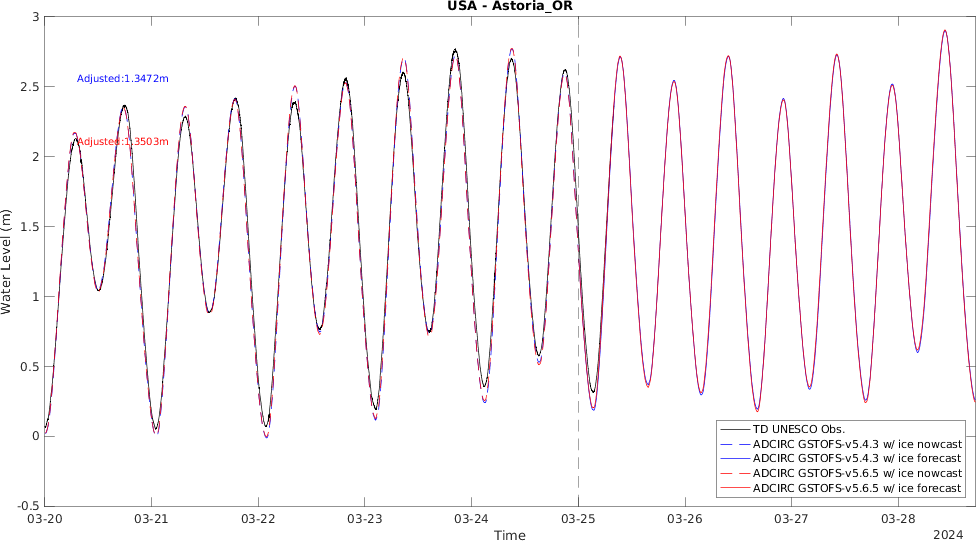 USA - Astoria_OR
3
2.5
2
1.5
1
0.5
0
-0.5
Water Level (m)
Adjusted:1.3472m
Adjusted:1.3503m
TD UNESCO Obs.
ADCIRC GSTOFS-v5.4.3 w/ ice nowcast
ADCIRC GSTOFS-v5.4.3 w/ ice forecast
ADCIRC GSTOFS-v5.6.5 w/ ice nowcast
ADCIRC GSTOFS-v5.6.5 w/ ice forecast
03-20 03-21 03-22 03-23 03-24 03-25 03-26 03-27 03-28
Time
2024